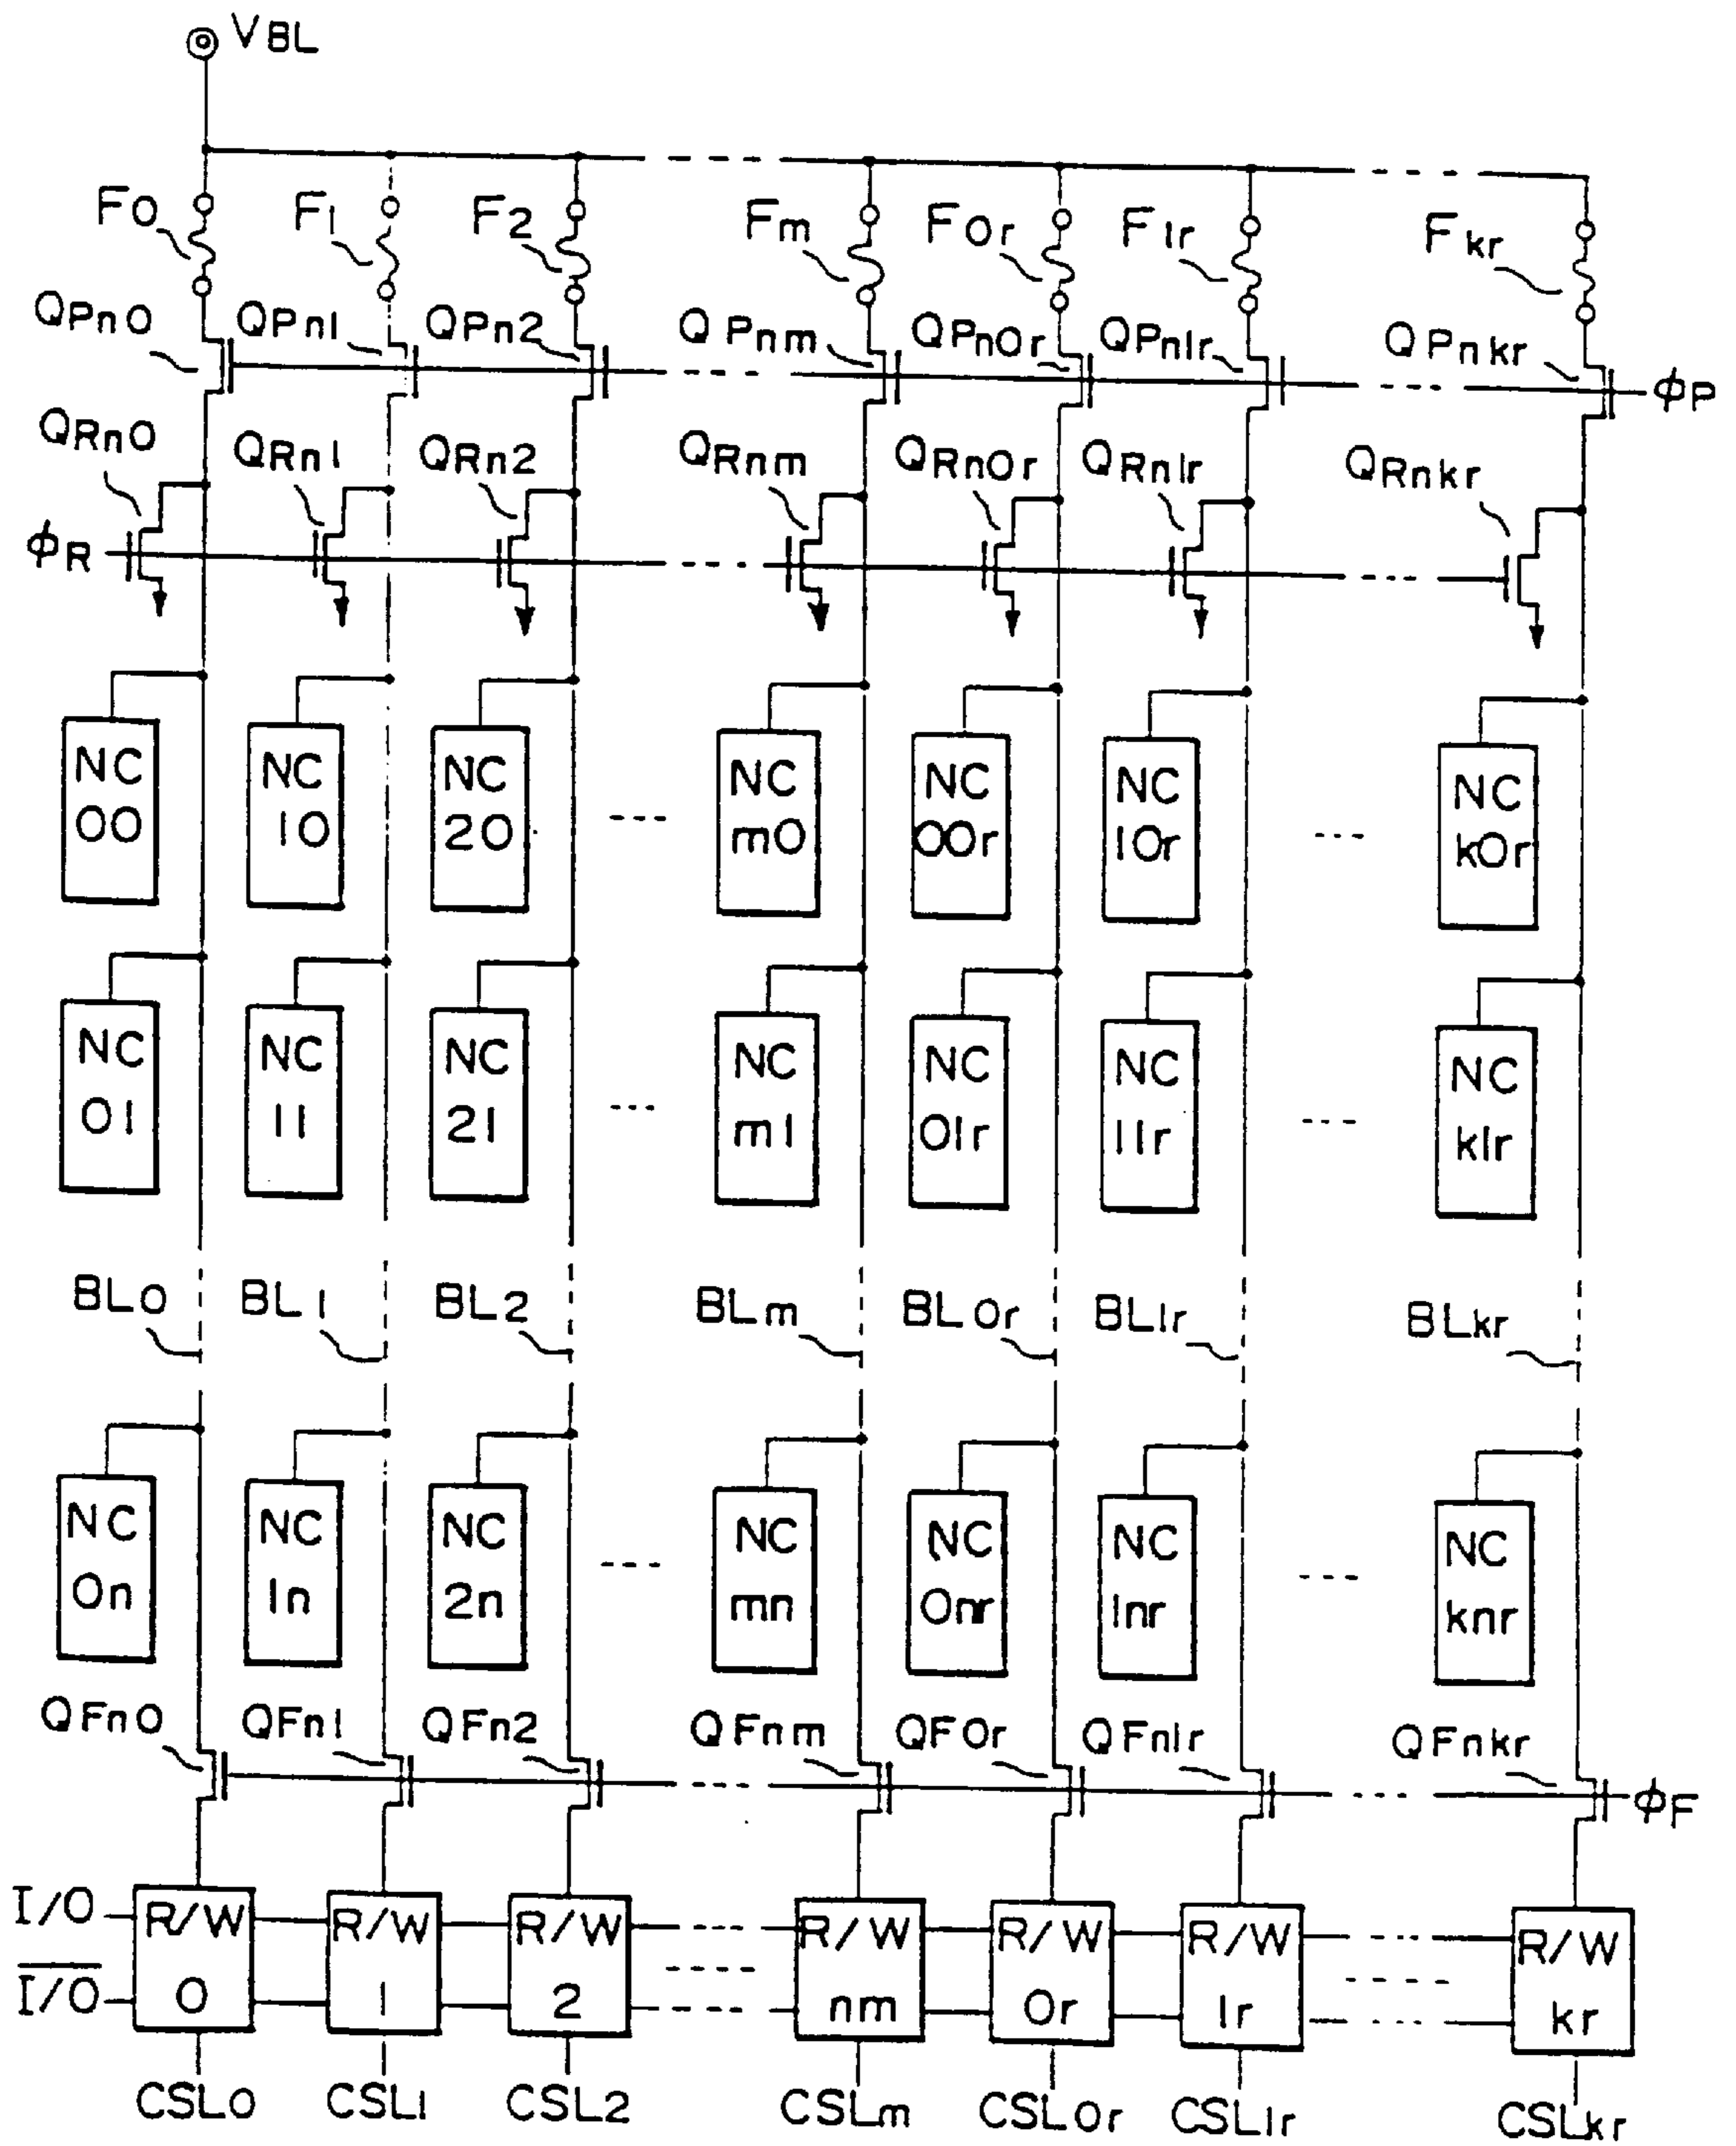 VBL
F0 F1 F2 Fm F0r F1r Fkr
QPn0 QPn1 QPn2 QPnm QPn0r QPn1r QPnkr
φP
QRn0 QRn1 QRn2 QRnm QRn0r QRn1r QRnkr
φR
NC NC NC NC NC NC NC
00 10 20 m0 00r 10r k0r
NC NC NC NC NC NC NC
01 11 21 m1 01r 11r k1r
BL0 BL1 BL2 BLm BL0r BL1r BLkr
NC NC NC NC NC NC NC
0n 1n 2n mn 0nr 1nr knr
QFn0 QFn1 QFn2 QFnm QF0r QFn1r QFnkr
φF
I/O R/W R/W R/W R/W R/W R/W R/W
I̅/̅O̅ 0 1 2 nm 0r 1r kr
CSL0 CSL1 CSL2 CSLm CSL0r CSL1r CSLkr